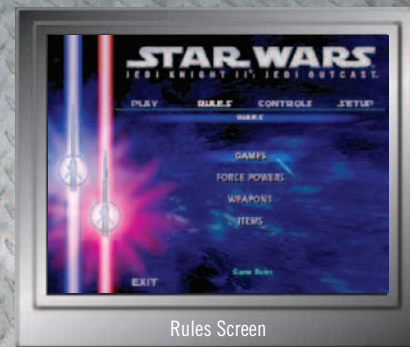 STAR WARS
JEDI KNIGHT II: JEDI OUTCAST
PLAY RULES CONTROLS SETUP
RULES
GAMES
FORCE POWERS
WEAPONS
ITEMS
Game Rules
EXIT
Rules Screen